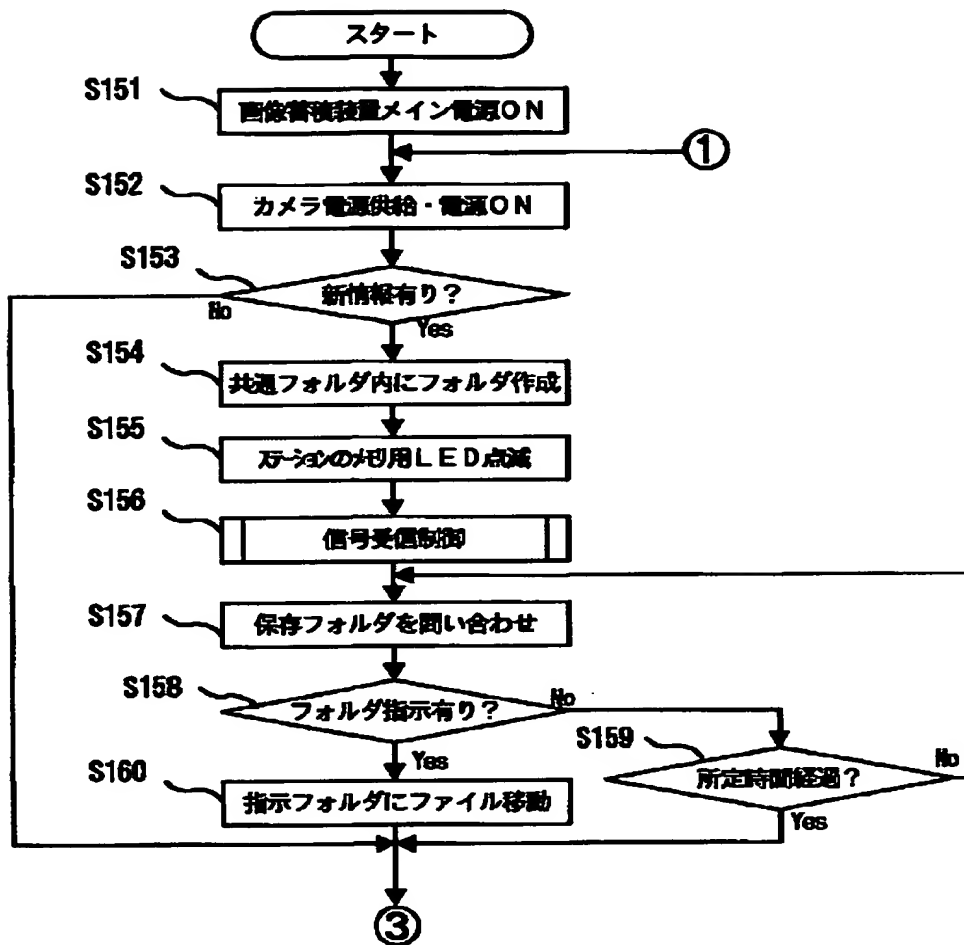 スタート
S151
画像蓄積装置メイン電源ON
①
S152
カメラ電源供給・電源ON
S153
新情報有り?
No
Yes
S154
共通フォルダ内にフォルダ作成
S155
ステーションのメモリ用LED点滅
S156
信号受信制御
S157
保存フォルダを問い合わせ
S158
フォルダ指示有り?
No
Yes
S159
所定時間経過?
No
Yes
S160
指示フォルダにファイル移動
③